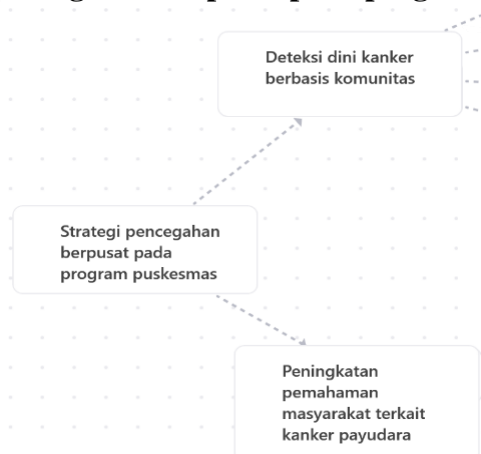 Deteksi dini kanker
berbasis komunitas
Strategi pencegahan
berpusat pada
program puskesmas
Peningkatan
pemahaman
masyarakat terkait
kanker payudara